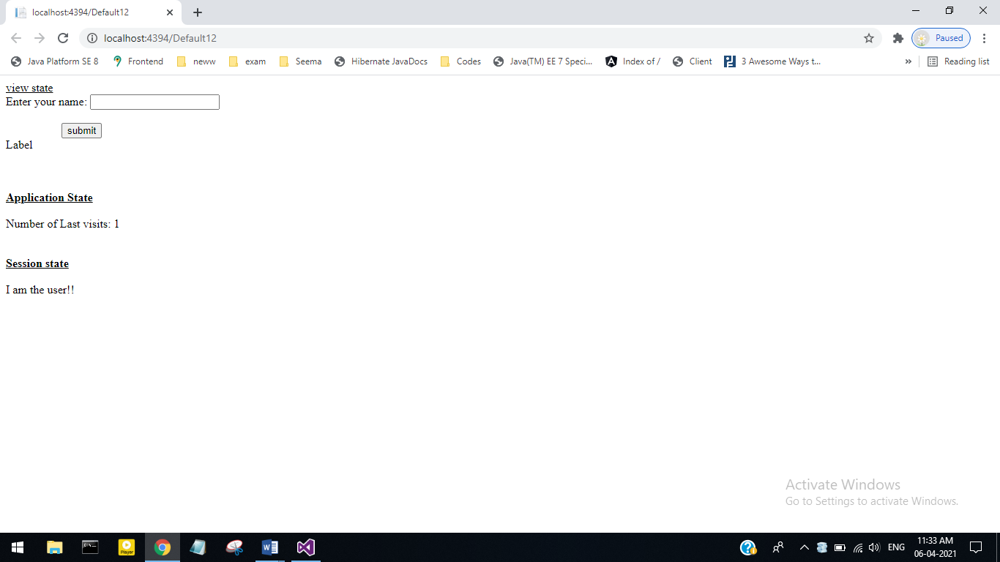 localhost:4394/Default12
localhost:4394/Default12
Paused
Java Platform SE 8 Frontend neww exam Seema Hibernate JavaDocs Codes Java(TM) EE 7 Speci... Index of / Client 3 Awesome Ways t... » Reading list
view state
Enter your name:
submit
Label
Application State
Number of Last visits: 1
Session state
I am the user!!
Activate Windows
Go to Settings to activate Windows.
Player
ENG
11:33 AM
06-04-2021